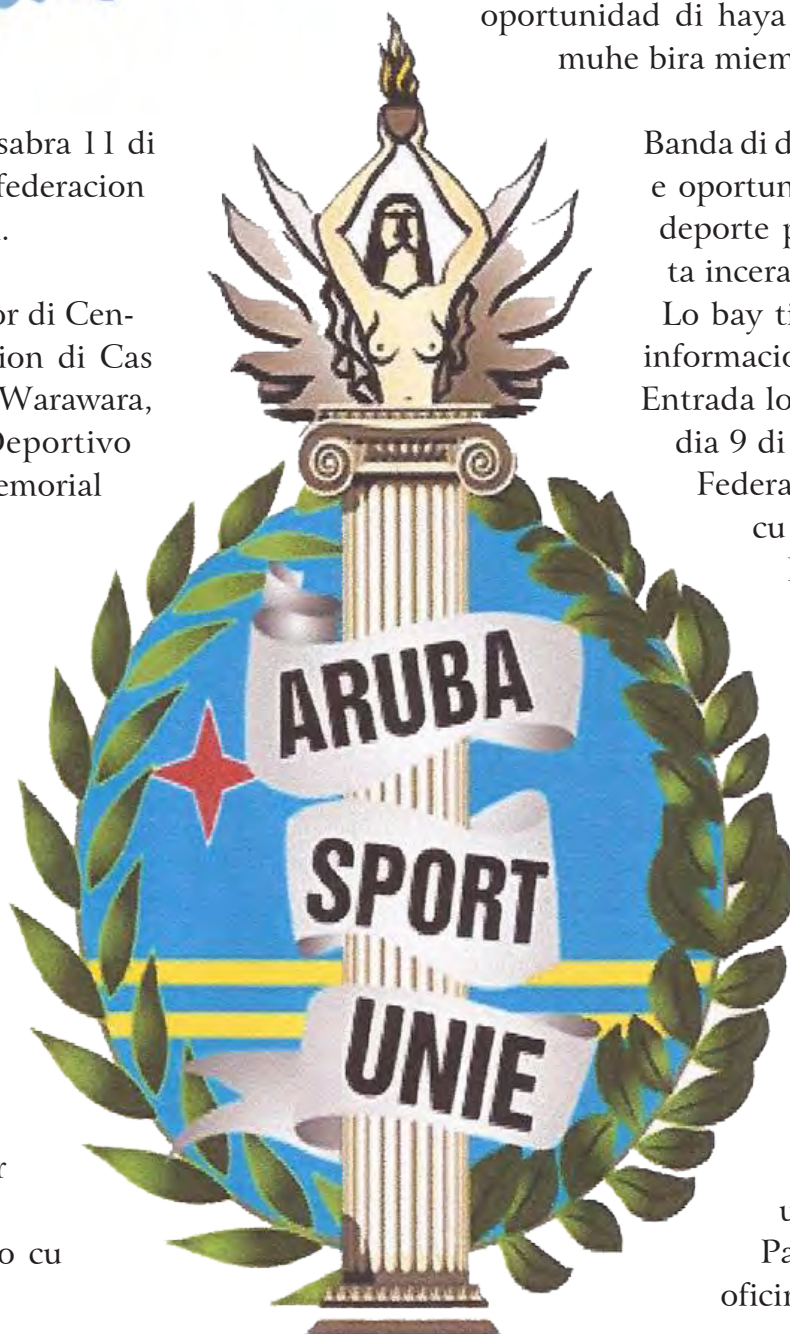 oportunidad di haya
muhe bira
sabra 11 di
federacion
or di Cen-
ion di Cas
Warawara,
Deportivo
emorial
r
o cu
ARUBA
SPORT
UNIE
Banda di d
e oportun
deporte p
ta incera
Lo bay ti
informacio
Entrada lo
dia 9 di
Federa
cu
u
Pa
oficin